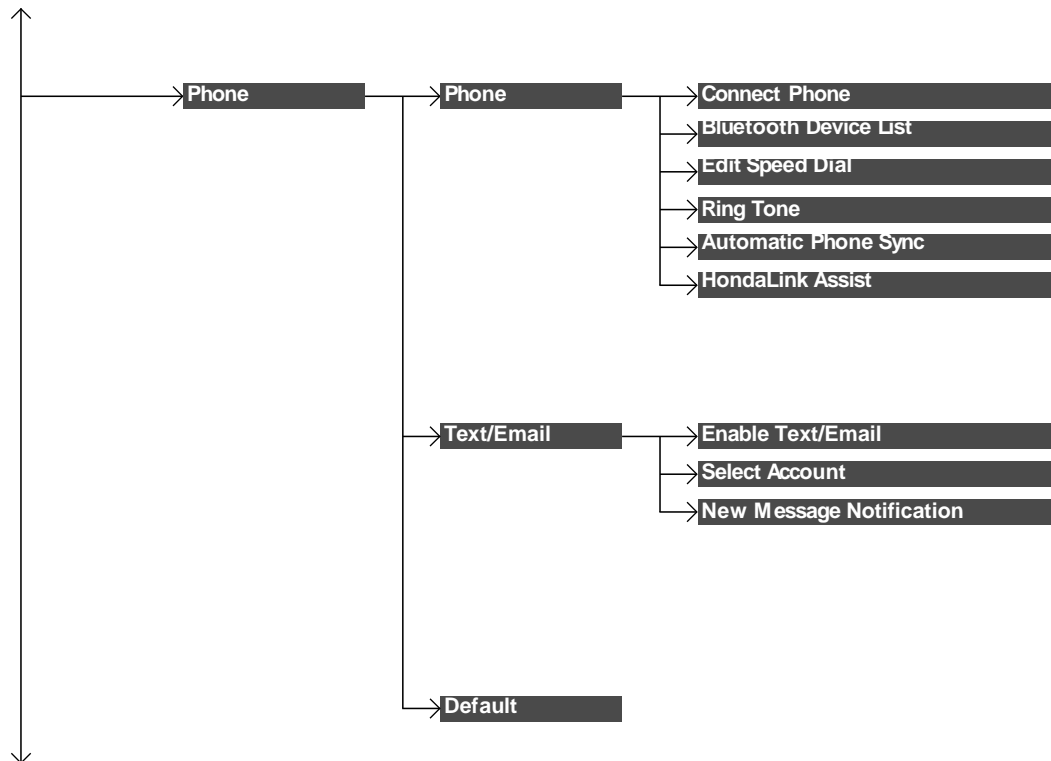 Phone
Phone
Connect Phone
Bluetooth Device List
Edit Speed Dial
Ring Tone
Automatic Phone Sync
HondaLink Assist
Text/Email
Enable Text/Email
Select Account
New Message Notification
Default